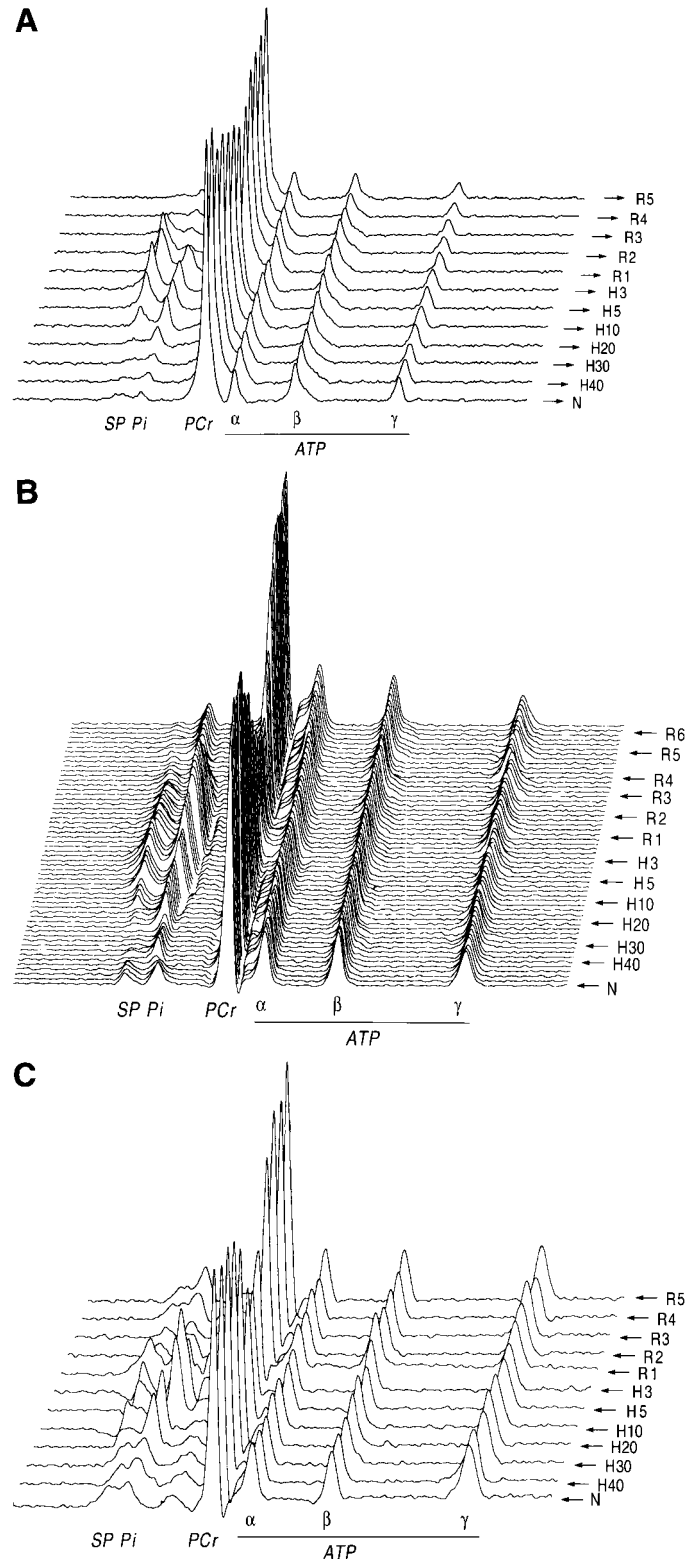 A
R5
R4
R3
R2
R1
H3
H5
H10
H20
H30
H40
N
SP Pi PCr α β γ
ATP
B
R6
R5
R4
R3
R2
R1
H3
H5
H10
H20
H30
H40
N
SP Pi PCr α β γ
ATP
C
R5
R4
R3
R2
R1
H3
H5
H10
H20
H30
H40
N
SP Pi PCr α β γ
ATP